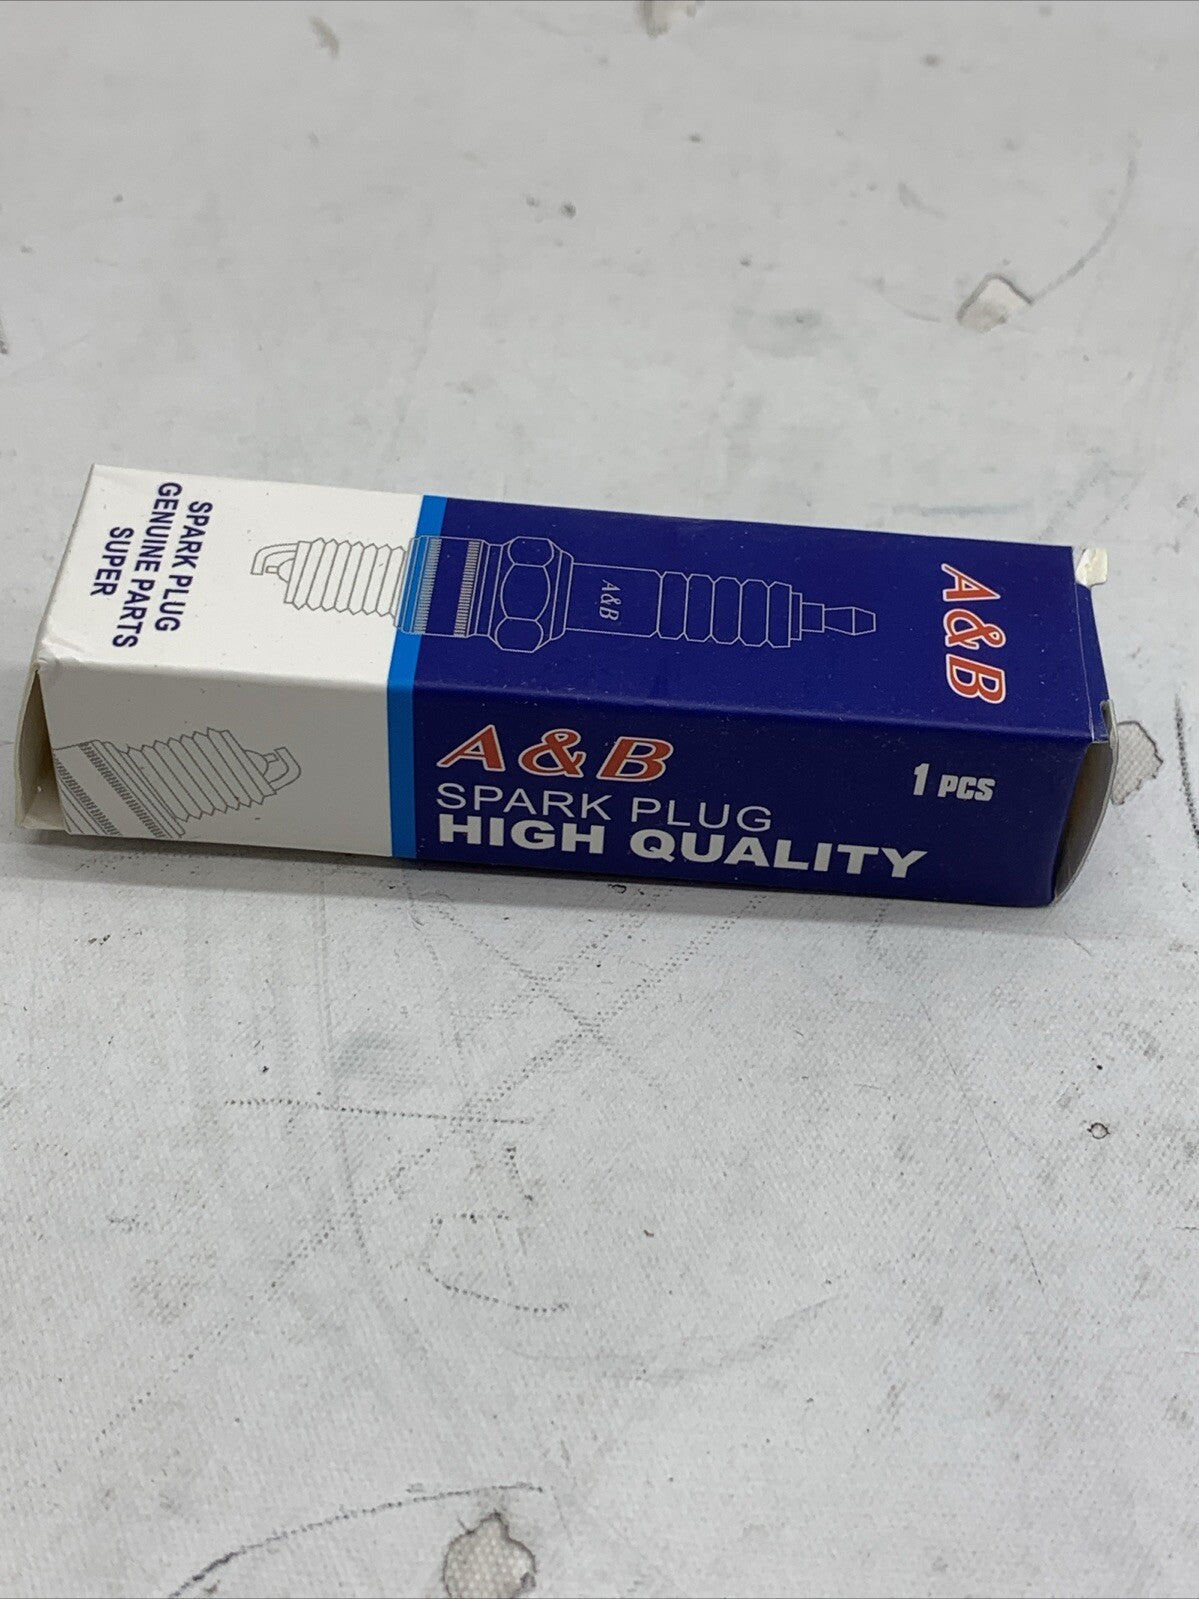 SPARK PLUG
GENUINE PARTS
SUPER
A&B
A&B
A&B
SPARK PLUG
HIGH QUALITY
1 PCS